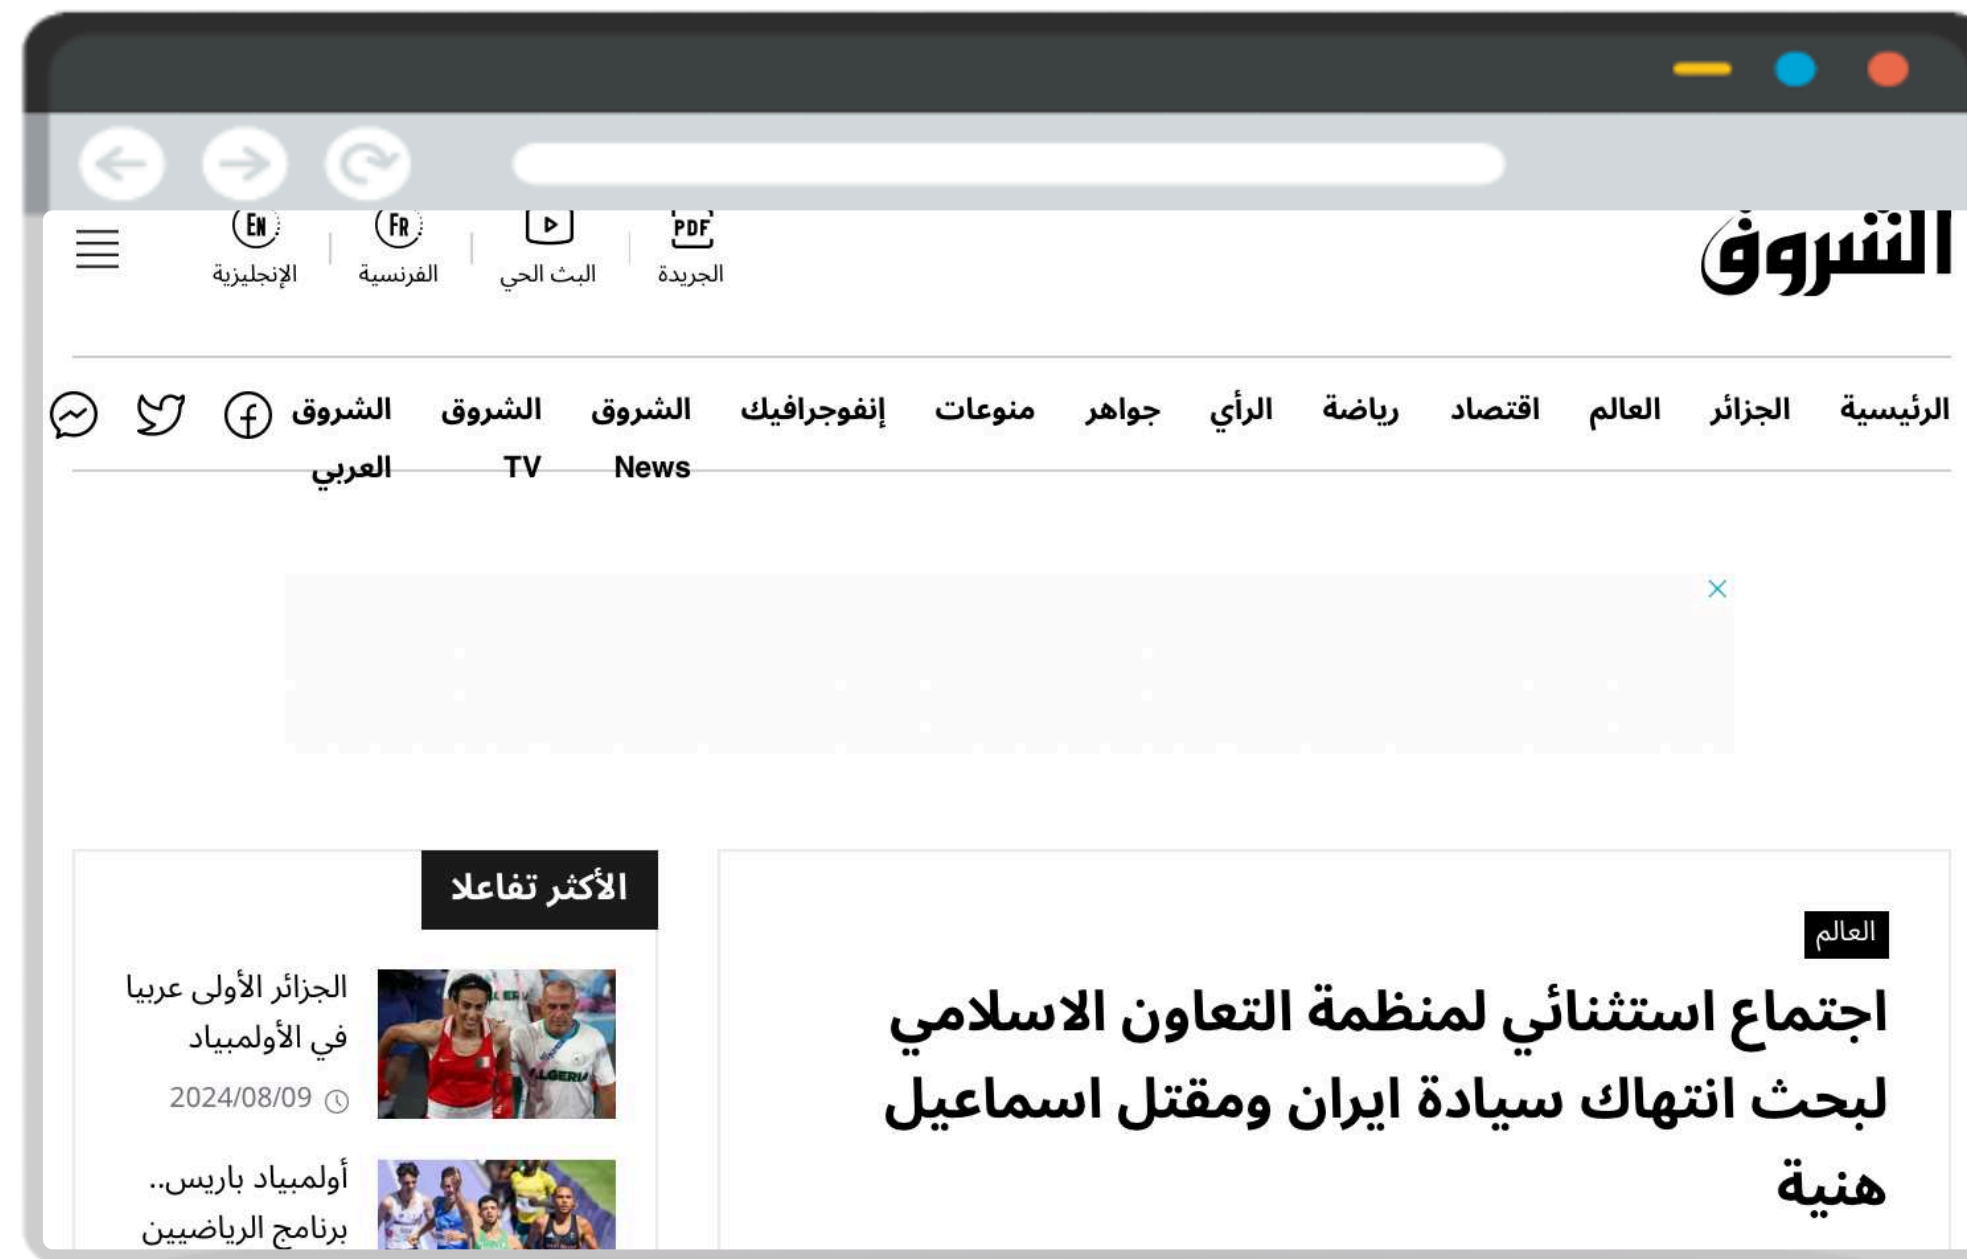 الشروق
PDF
الجريدة
البث الحي
FR
الفرنسية
EN
الإنجليزية
الرئيسية
الجزائر
العالم
اقتصاد
رياضة
الرأي
جواهر
منوعات
إنفوجرافيك
الشروق
News
الشروق
TV
الشروق
العربي
العالم
اجتماع استثنائي لمنظمة التعاون الاسلامي
لبحث انتهاك سيادة ايران ومقتل اسماعيل
هنية
الأكثر تفاعلا
الجزائر الأولى عربيا
في الأولمبياد
2024/08/09
ALGERIA
أولمبياد باريس..
برنامج الرياضيين